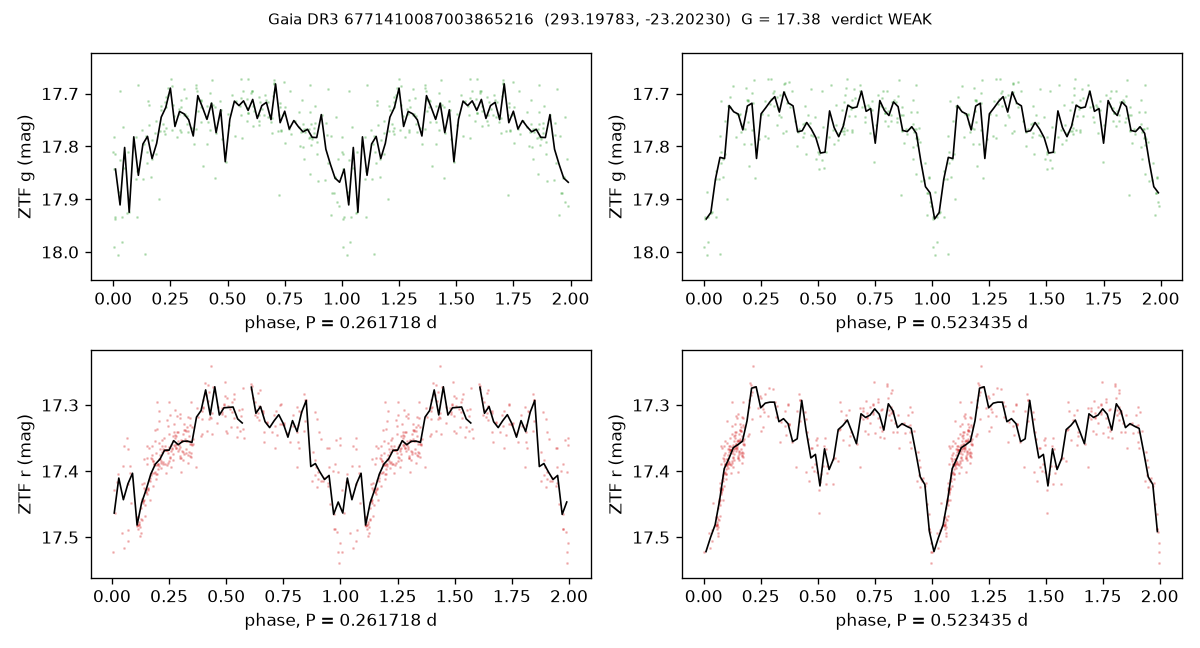 Gaia DR3 6771410087003865216 (293.19783, -23.20230) G = 17.38 verdict WEAK
ZTF g (mag)
17.7
17.8
17.9
18.0
0.00 0.25 0.50 0.75 1.00 1.25 1.50 1.75 2.00
phase, P = 0.261718 d
ZTF g (mag)
17.7
17.8
17.9
18.0
0.00 0.25 0.50 0.75 1.00 1.25 1.50 1.75 2.00
phase, P = 0.523435 d
ZTF r (mag)
17.3
17.4
17.5
0.00 0.25 0.50 0.75 1.00 1.25 1.50 1.75 2.00
phase, P = 0.261718 d
ZTF r (mag)
17.3
17.4
17.5
0.00 0.25 0.50 0.75 1.00 1.25 1.50 1.75 2.00
phase, P = 0.523435 d